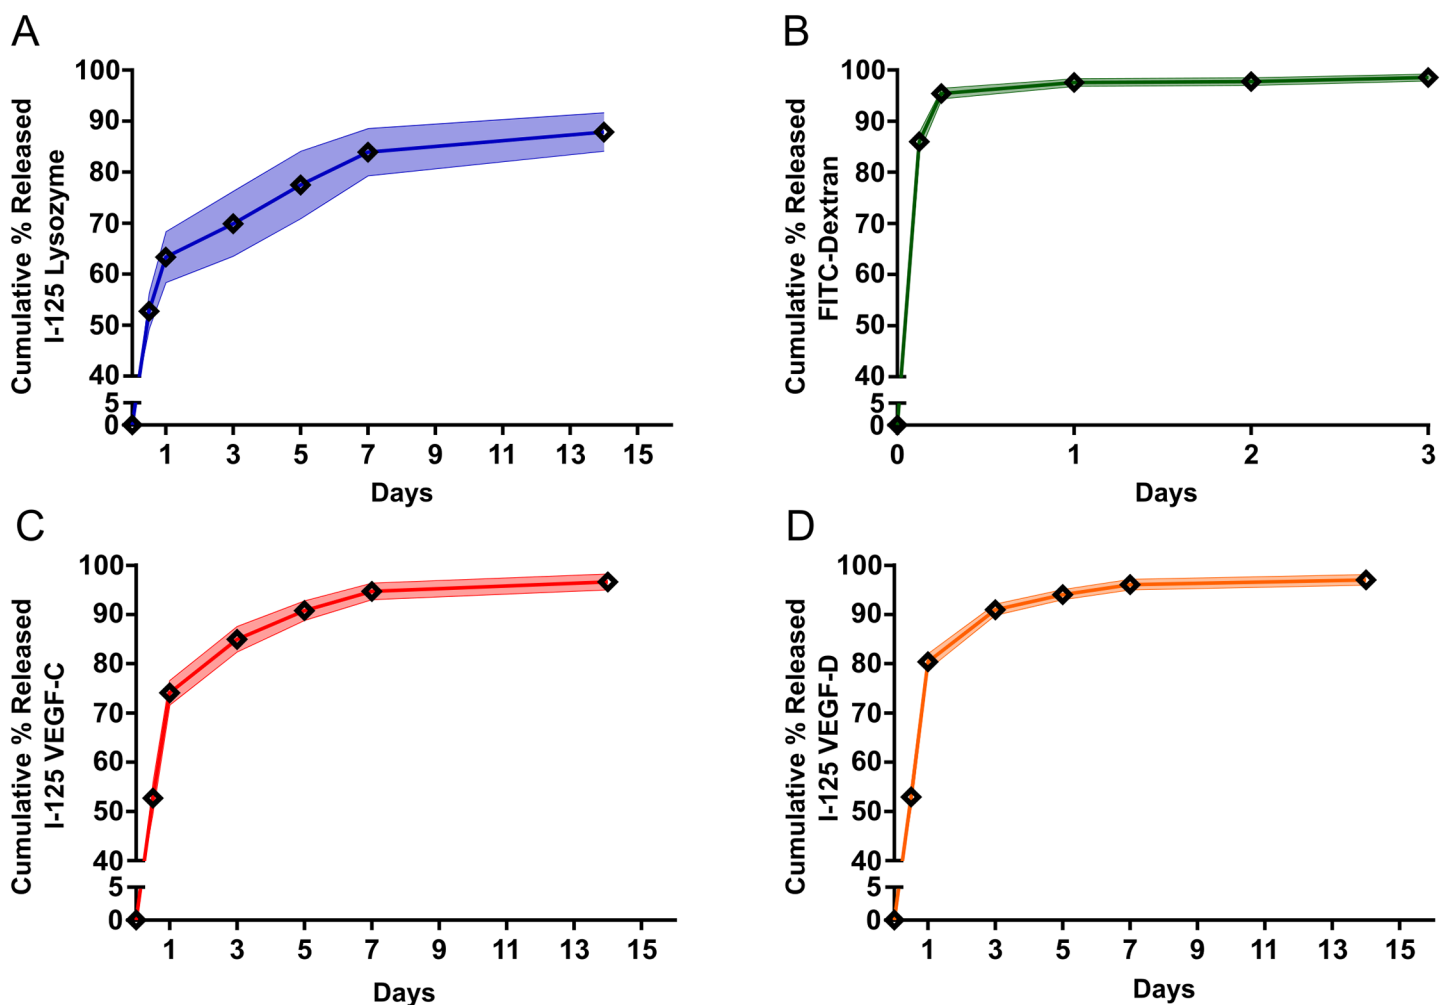 A
Cumulative % Released
I-125 Lysozyme
100
90
80
70
60
50
40
5
0
1 3 5 7 9 11 13 15
Days
B
Cumulative % Released
FITC-Dextran
100
90
80
70
60
50
40
5
0
0 1 2 3
Days
C
Cumulative % Released
I-125 VEGF-C
100
90
80
70
60
50
40
5
0
1 3 5 7 9 11 13 15
Days
D
Cumulative % Released
I-125 VEGF-D
100
90
80
70
60
50
40
5
0
1 3 5 7 9 11 13 15
Days